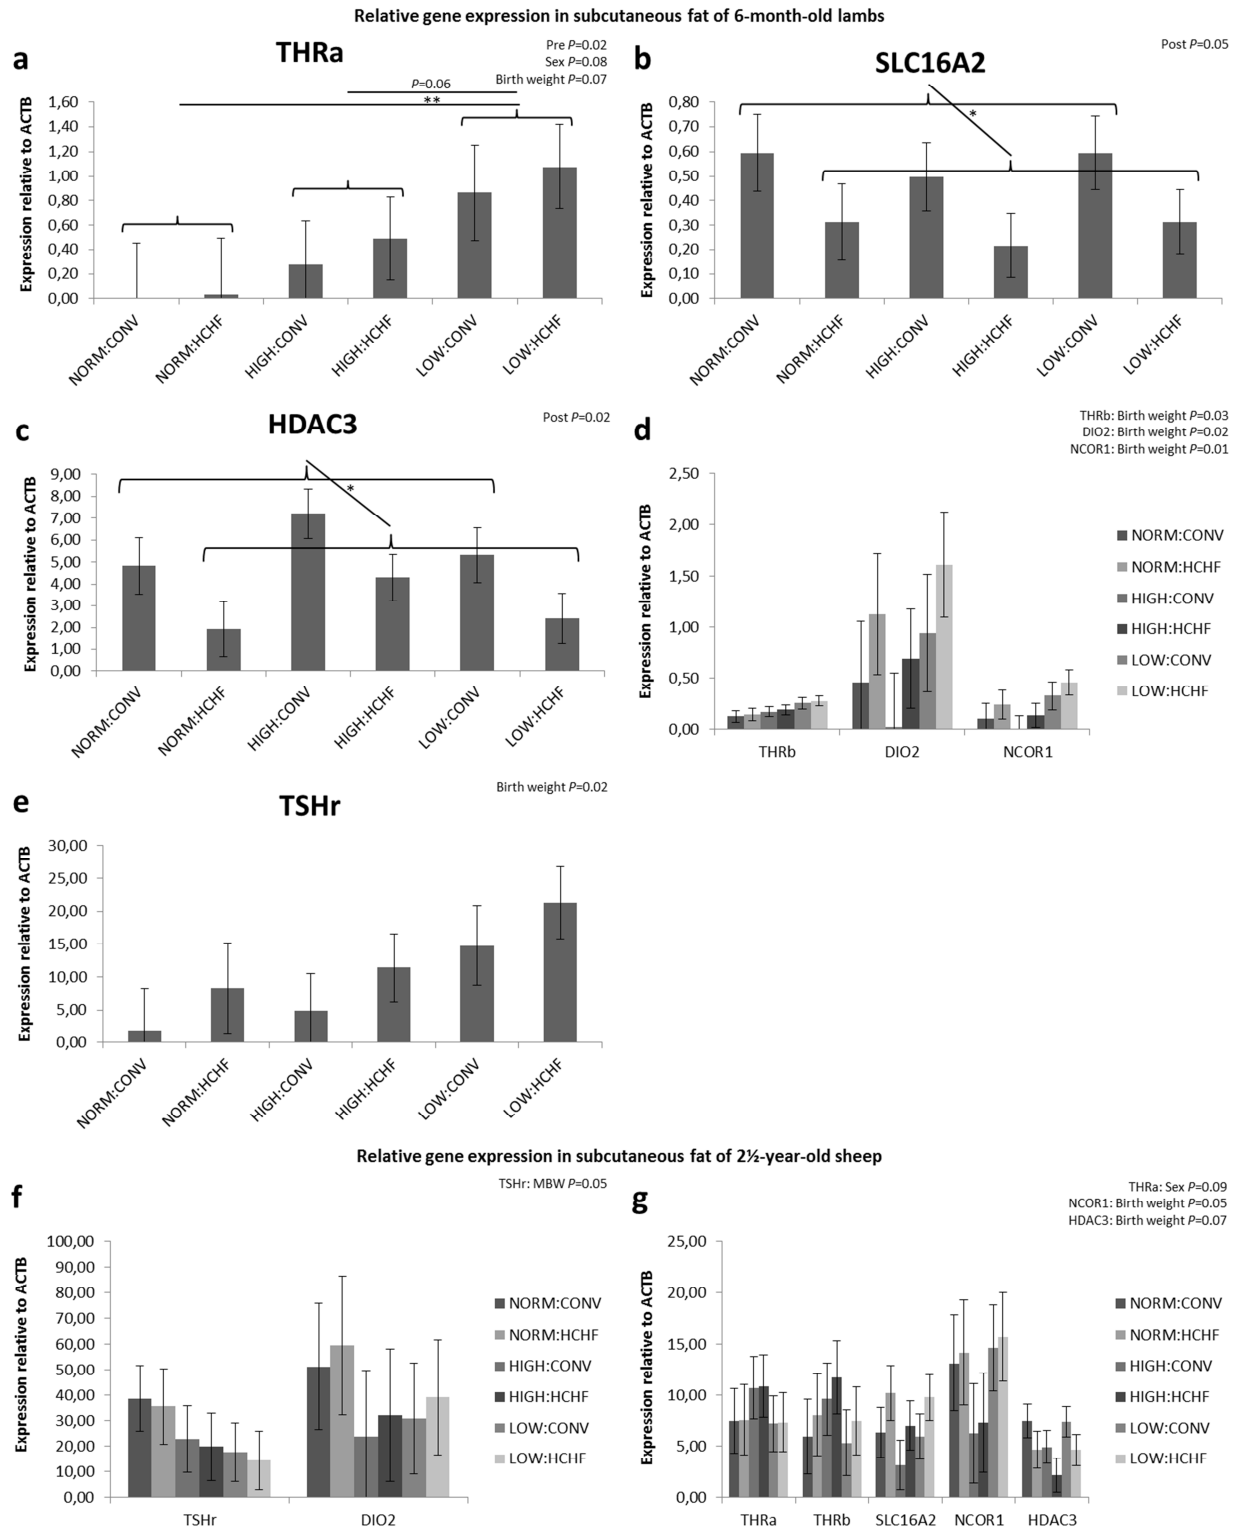 Relative gene expression in subcutaneous fat of 6-month-old lambs
a
THRa
Pre P=0.02
Sex P=0.08
Birth weight P=0.07
P=0.06
**
Expression relative to ACTB
1,60
1,40
1,20
1,00
0,80
0,60
0,40
0,20
0,00
NORM:CONV
NORM:HCHF
HIGH:CONV
HIGH:HCHF
LOW:CONV
LOW:HCHF
b
SLC16A2
Post P=0.05
*
Expression relative to ACTB
0,80
0,70
0,60
0,50
0,40
0,30
0,20
0,10
0,00
NORM:CONV
NORM:HCHF
HIGH:CONV
HIGH:HCHF
LOW:CONV
LOW:HCHF
c
HDAC3
Post P=0.02
*
Expression relative to ACTB
9,00
8,00
7,00
6,00
5,00
4,00
3,00
2,00
1,00
0,00
NORM:CONV
NORM:HCHF
HIGH:CONV
HIGH:HCHF
LOW:CONV
LOW:HCHF
d
THRb: Birth weight P=0.03
DIO2: Birth weight P=0.02
NCOR1: Birth weight P=0.01
Expression relative to ACTB
2,50
2,00
1,50
1,00
0,50
0,00
THRb
DIO2
NCOR1
NORM:CONV
NORM:HCHF
HIGH:CONV
HIGH:HCHF
LOW:CONV
LOW:HCHF
e
TSHr
Birth weight P=0.02
Expression relative to ACTB
30,00
25,00
20,00
15,00
10,00
5,00
0,00
NORM:CONV
NORM:HCHF
HIGH:CONV
HIGH:HCHF
LOW:CONV
LOW:HCHF
Relative gene expression in subcutaneous fat of 2½-year-old sheep
f
TSHr: MBW P=0.05
Expression relative to ACTB
100,00
90,00
80,00
70,00
60,00
50,00
40,00
30,00
20,00
10,00
0,00
TSHr
DIO2
NORM:CONV
NORM:HCHF
HIGH:CONV
HIGH:HCHF
LOW:CONV
LOW:HCHF
g
THRa: Sex P=0.09
NCOR1: Birth weight P=0.05
HDAC3: Birth weight P=0.07
Expression relative to ACTB
25,00
20,00
15,00
10,00
5,00
0,00
THRa
THRb
SLC16A2
NCOR1
HDAC3
NORM:CONV
NORM:HCHF
HIGH:CONV
HIGH:HCHF
LOW:CONV
LOW:HCHF